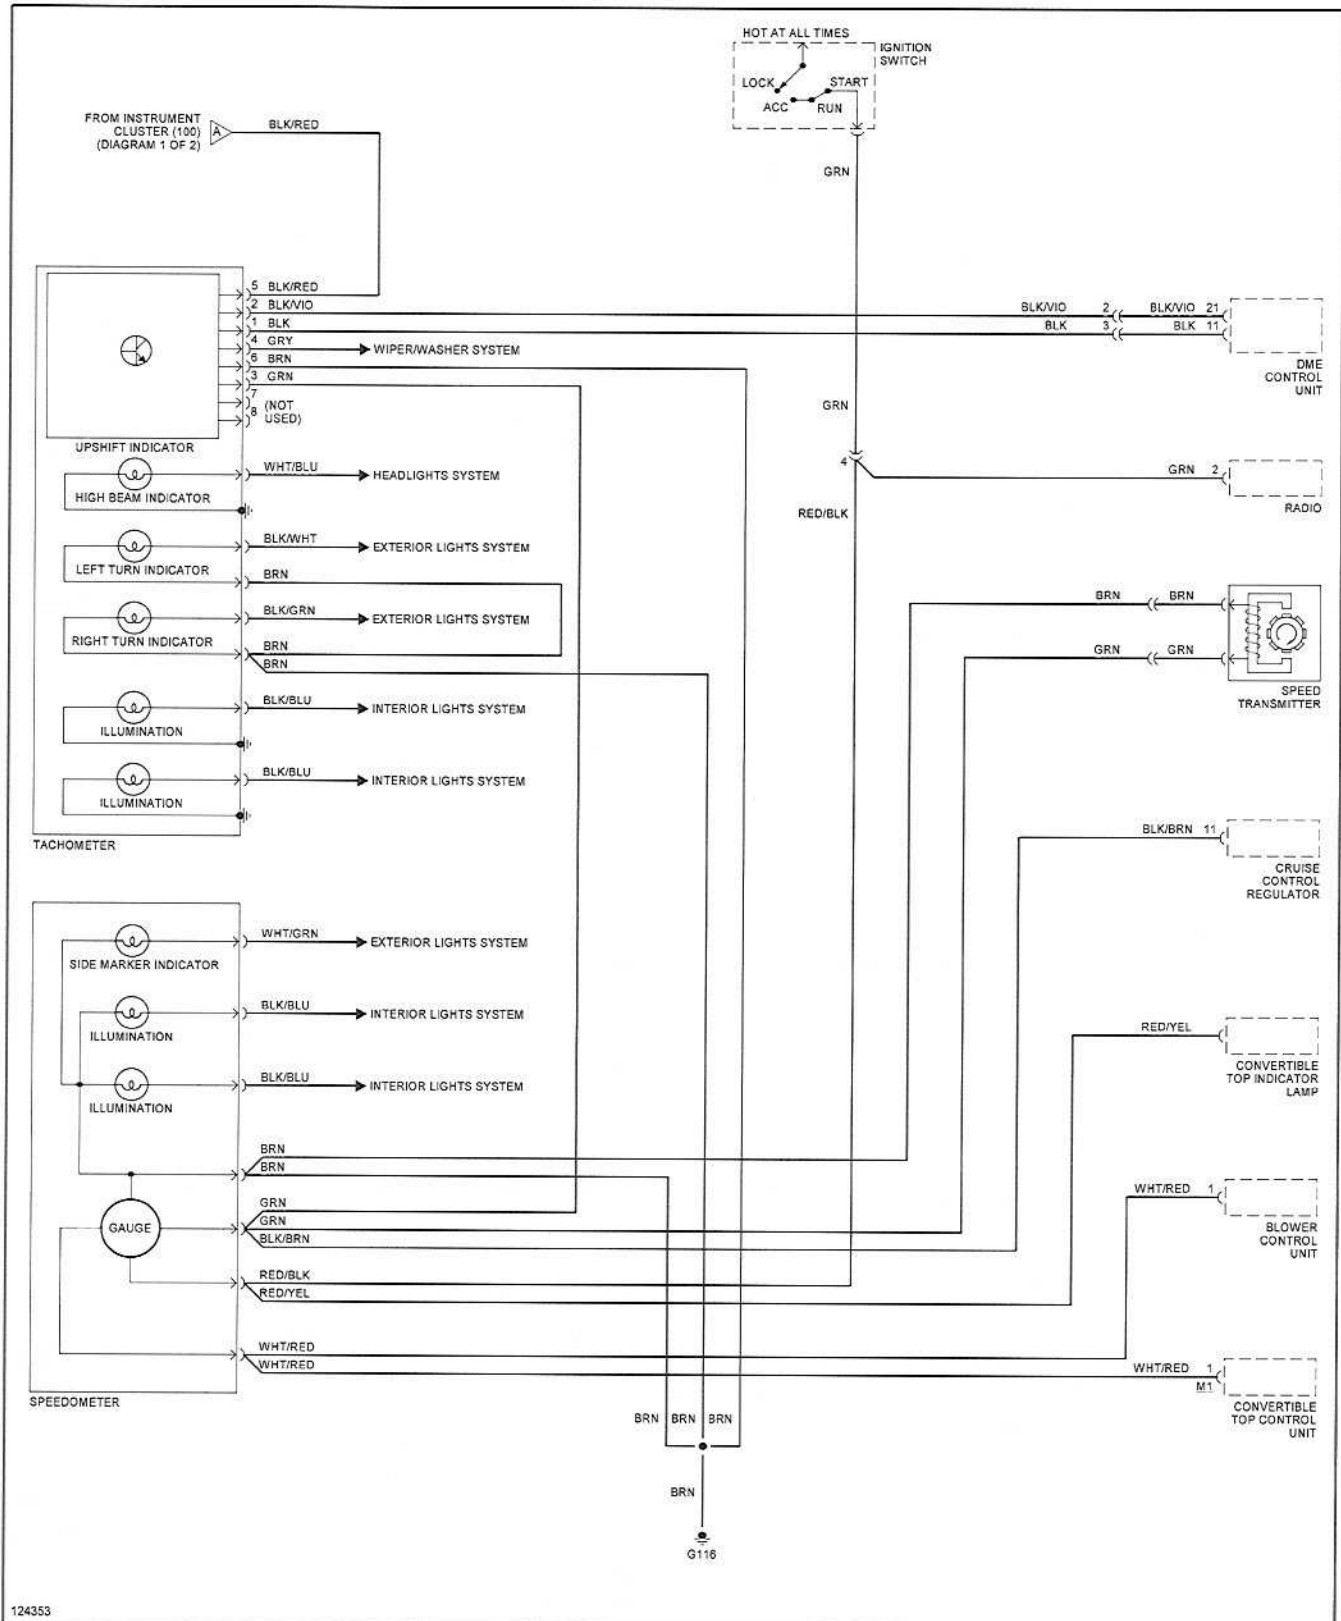 HOT AT ALL TIMES
IGNITION
SWITCH
LOCK
START
ACC
RUN
FROM INSTRUMENT
CLUSTER (100)
(DIAGRAM 1 OF 2)
A
BLK/RED
GRN
5 BLK/RED
2 BLK/VIO
1 BLK
4 GRY
WIPER/WASHER SYSTEM
6 BRN
3 GRN
7
8
(NOT
USED)
UPSHIFT INDICATOR
BLK/VIO 2 BLK/VIO 21
BLK 3 BLK 11
DME
CONTROL
UNIT
GRN
4
GRN 2
RADIO
RED/BLK
WHT/BLU
HEADLIGHTS SYSTEM
HIGH BEAM INDICATOR
BLK/WHT
EXTERIOR LIGHTS SYSTEM
LEFT TURN INDICATOR
BRN
BLK/GRN
EXTERIOR LIGHTS SYSTEM
RIGHT TURN INDICATOR
BRN
BRN
BRN BRN
GRN GRN
SPEED
TRANSMITTER
BLK/BLU
INTERIOR LIGHTS SYSTEM
ILLUMINATION
BLK/BLU
INTERIOR LIGHTS SYSTEM
ILLUMINATION
TACHOMETER
BLK/BRN 11
CRUISE
CONTROL
REGULATOR
WHT/GRN
EXTERIOR LIGHTS SYSTEM
SIDE MARKER INDICATOR
BLK/BLU
INTERIOR LIGHTS SYSTEM
ILLUMINATION
BLK/BLU
INTERIOR LIGHTS SYSTEM
ILLUMINATION
RED/YEL
CONVERTIBLE
TOP INDICATOR
LAMP
BRN
BRN
GRN
GRN
BLK/BRN
GAUGE
RED/BLK
RED/YEL
WHT/RED 1
BLOWER
CONTROL
UNIT
WHT/RED
WHT/RED
SPEEDOMETER
WHT/RED 1
M1
CONVERTIBLE
TOP CONTROL
UNIT
BRN BRN BRN
BRN
G116
124353